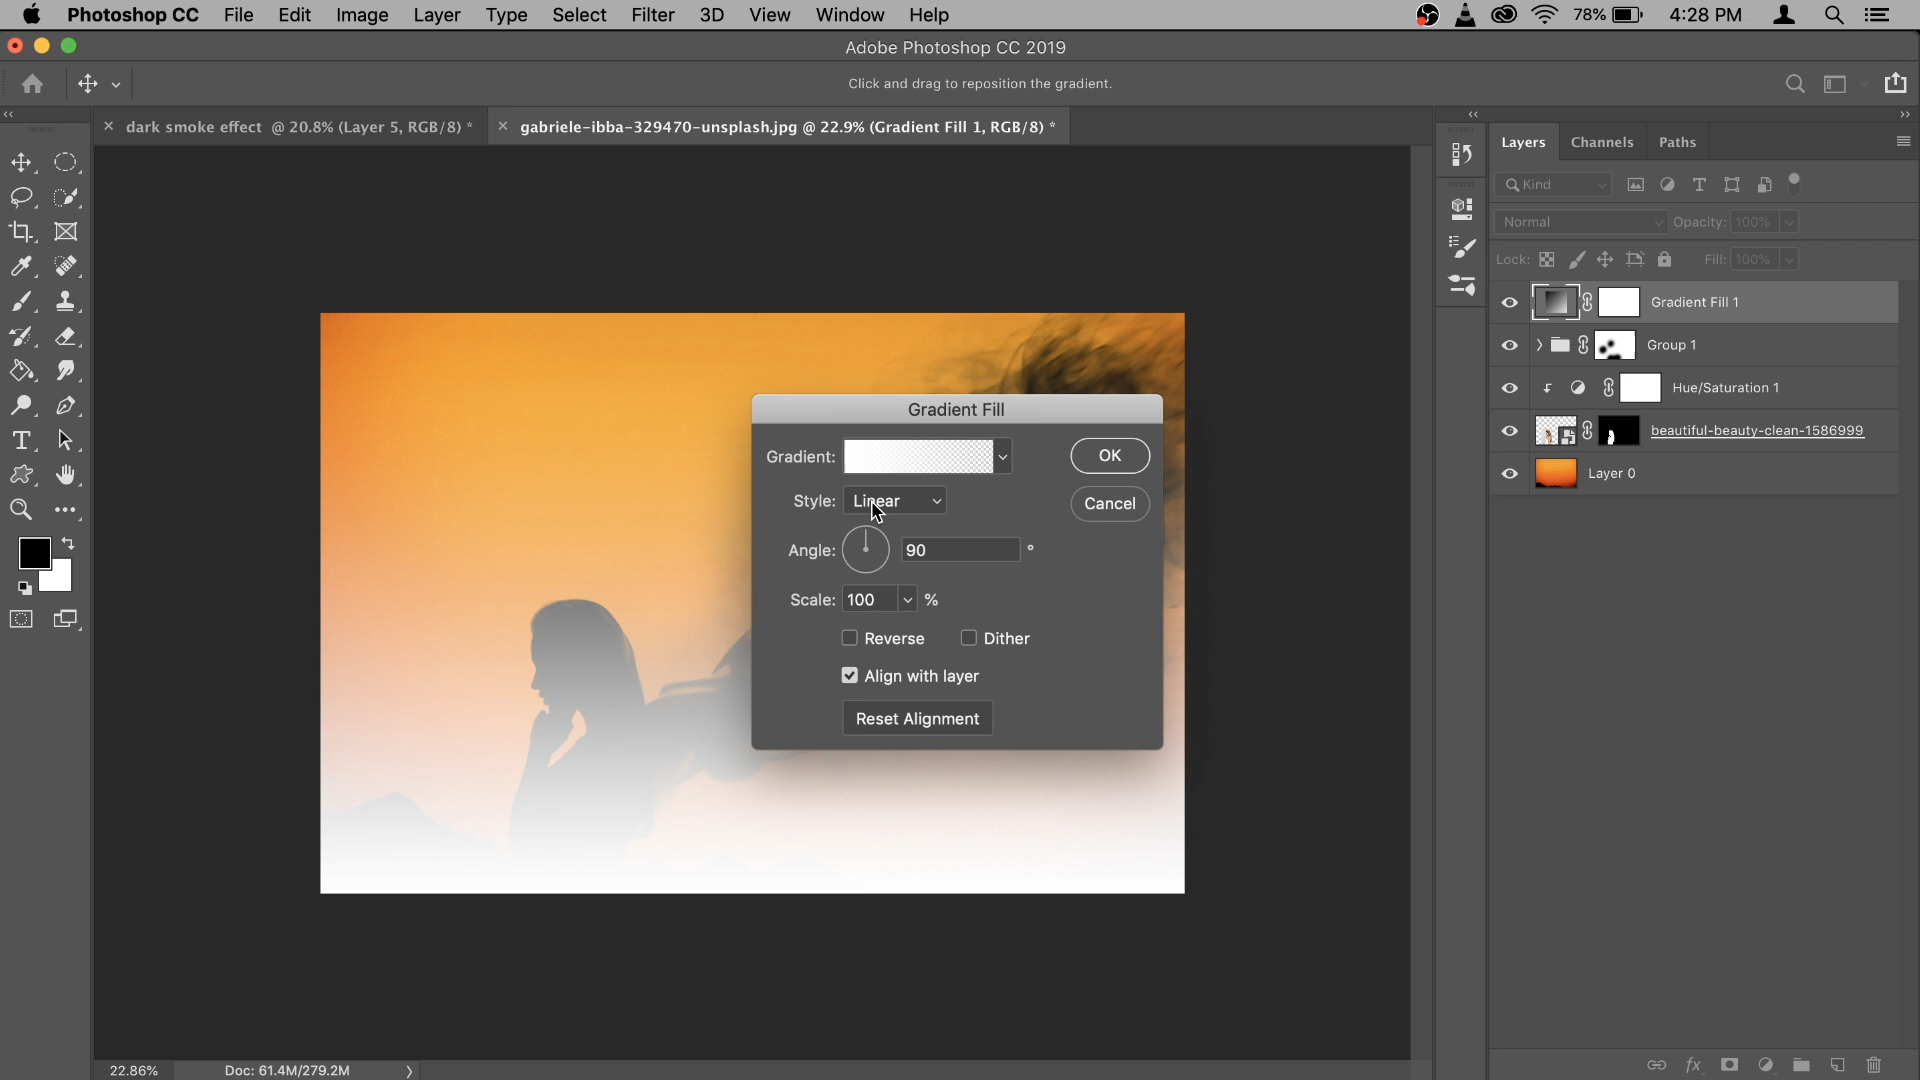 Photoshop CC File Edit Image Layer Type Select Filter 3D View Window Help 78% 4:28 PM
Adobe Photoshop CC 2019
Click and drag to reposition the gradient.
dark smoke effect @ 20.8% (Layer 5, RGB/8) *
gabriele-ibba-329470-unsplash.jpg @ 22.9% (Gradient Fill 1, RGB/8) *
Layers Channels Paths
Kind
Normal Opacity: 100%
Lock: Fill: 100%
Gradient Fill 1
Group 1
Hue/Saturation 1
beautiful-beauty-clean-1586999
Layer 0
Gradient Fill
Gradient: OK
Style: Linear Cancel
Angle: 90 °
Scale: 100 %
Reverse Dither
Align with layer
Reset Alignment
22.86% Doc: 61.4M/279.2M